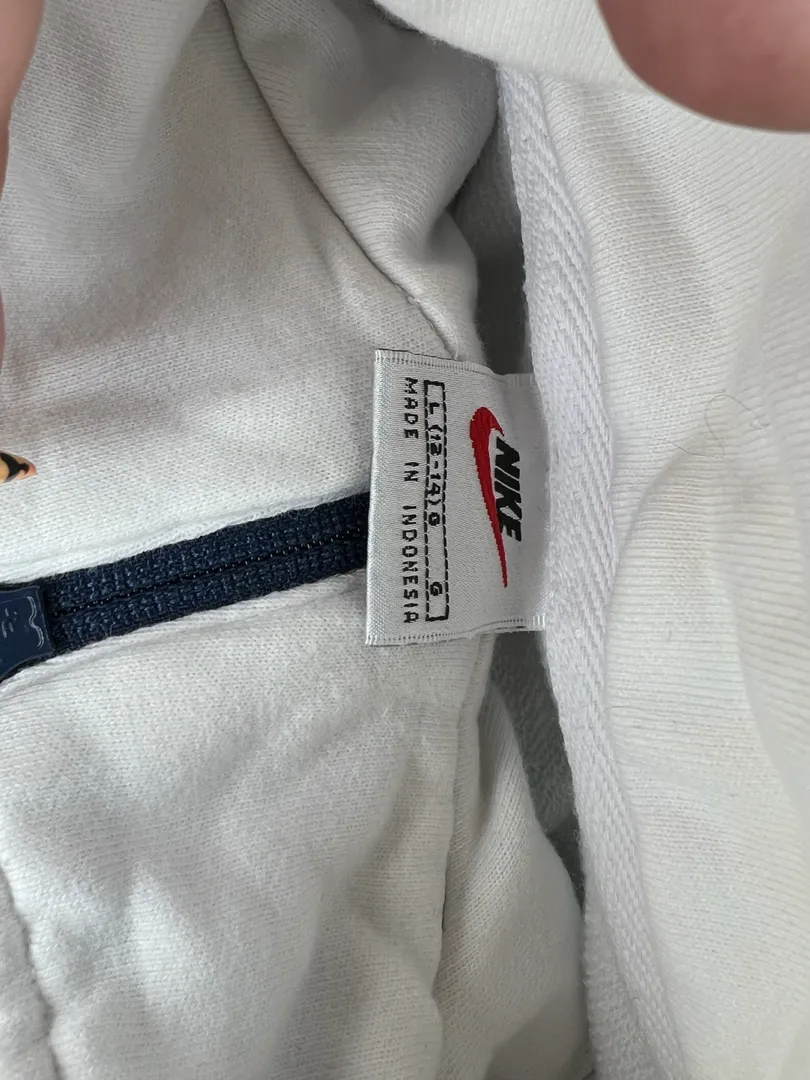 NIKE
L (12-14) G G
MADE IN INDONESIA